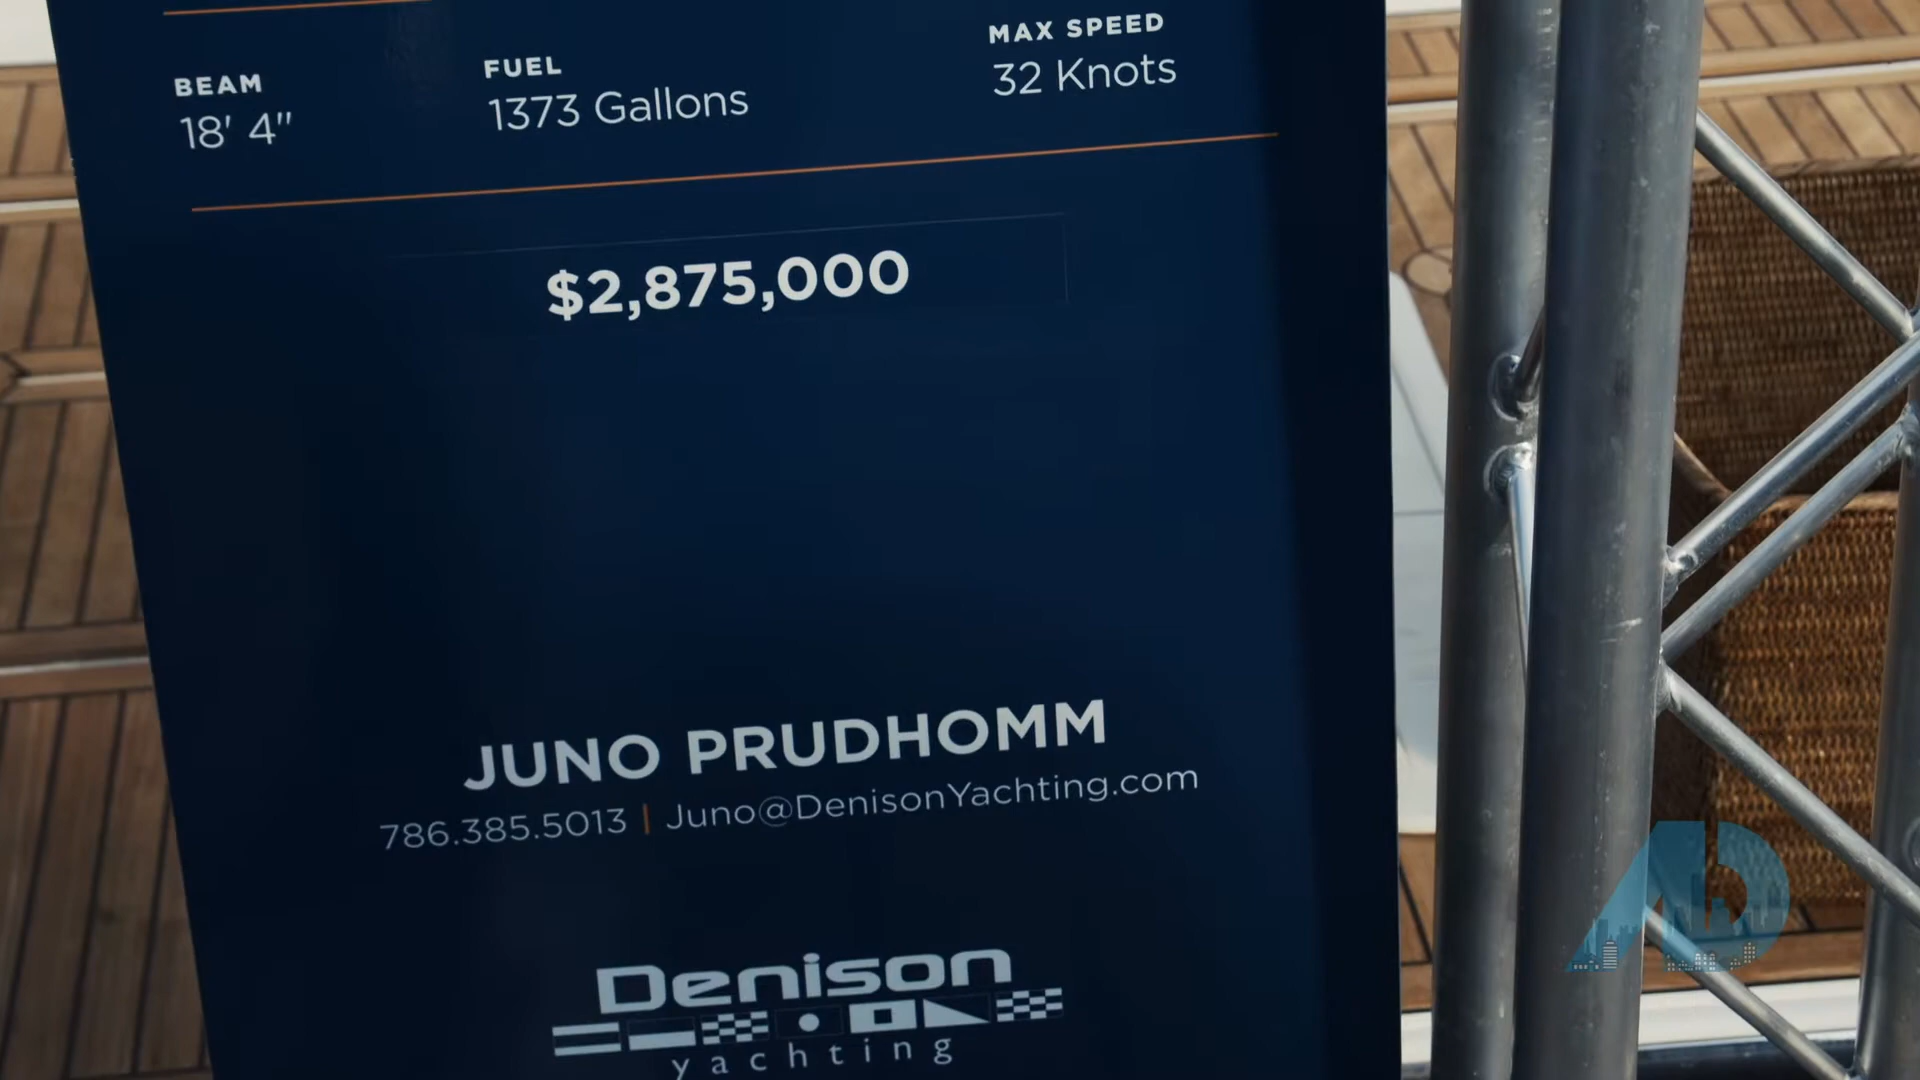 BEAM
18' 4"
FUEL
1373 Gallons
MAX SPEED
32 Knots
$2,875,000
JUNO PRUDHOMM
786.385.5013 | Juno@DenisonYachting.com
Denison
yachting
AD